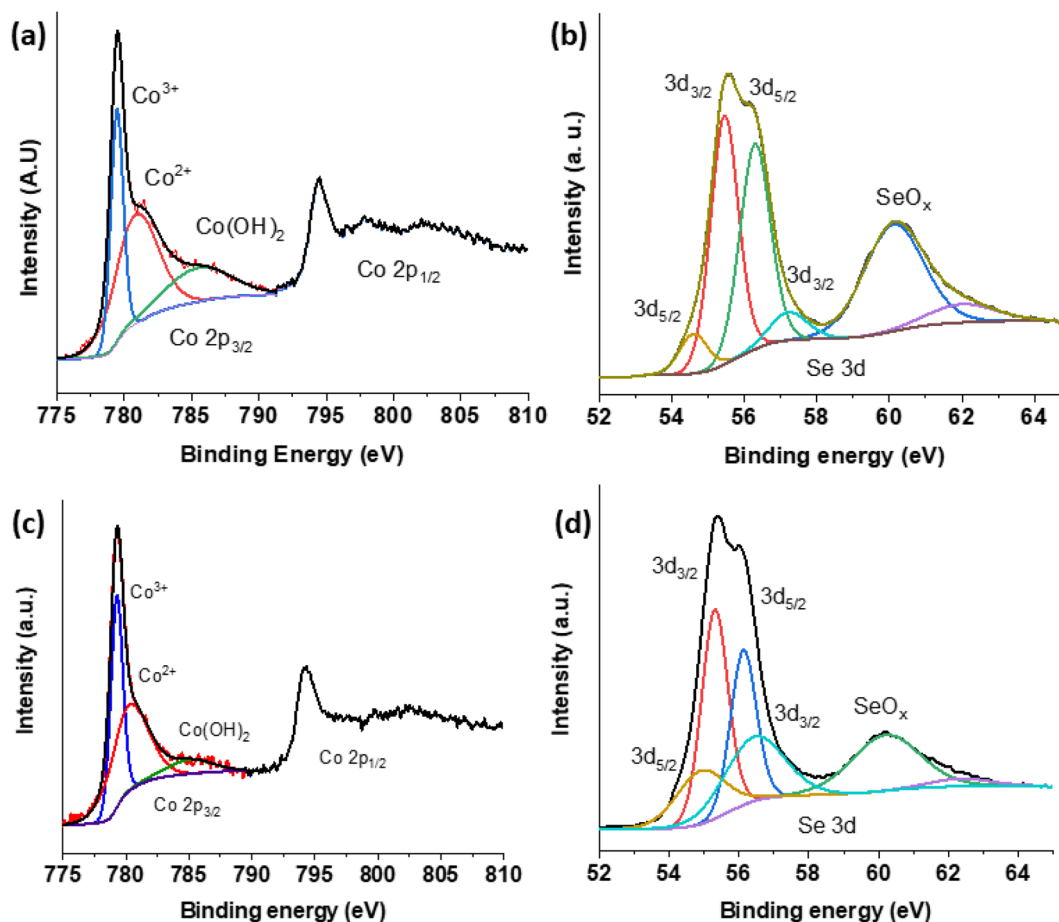 (a)
Co³⁺
Co²⁺
Co(OH)₂
Co 2p₁/₂
Co 2p₃/₂
Intensity (A.U)
775 780 785 790 795 800 805 810
Binding Energy (eV)
(b)
3d₃/₂
3d₅/₂
SeOₓ
3d₃/₂
3d₅/₂
Se 3d
Intensity (a. u.)
52 54 56 58 60 62 64
Binding energy (eV)
(c)
Co³⁺
Co²⁺
Co(OH)₂
Co 2p₁/₂
Co 2p₃/₂
Intensity (a.u.)
775 780 785 790 795 800 805 810
Binding energy (eV)
(d)
3d₃/₂
3d₅/₂
3d₃/₂
SeOₓ
3d₅/₂
Se 3d
Intensity (a.u.)
52 54 56 58 60 62 64
Binding energy (eV)